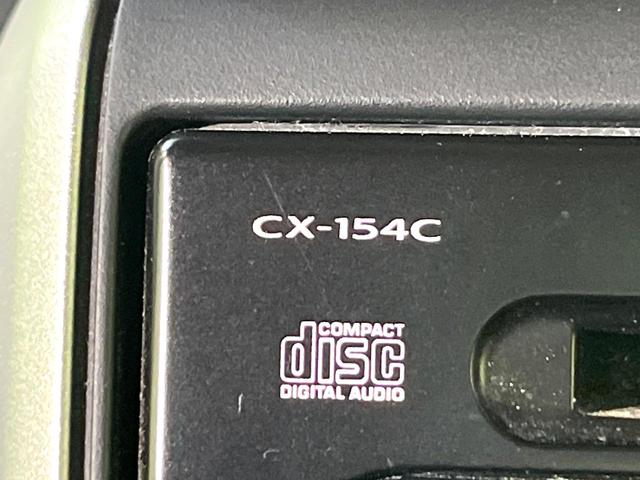 CX-154C
COMPACT
disc
DIGITAL AUDIO